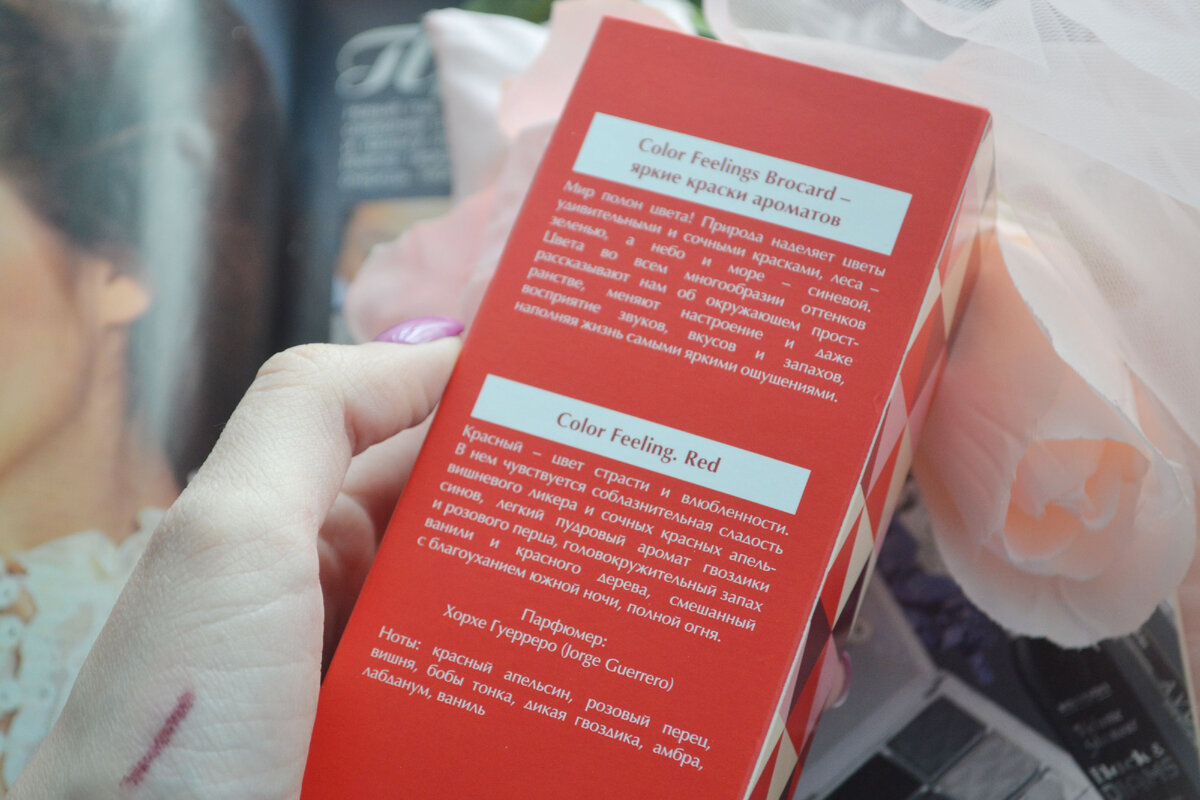 Color Feelings Brocard –
яркие краски ароматов
Мир полон цвета! Природа наделяет цветы
удивительными и сочными красками, леса –
зеленью, а небо и море – синевой.
Цвета во всем многообразии оттенков
рассказывают нам об окружающем прост-
ранстве, меняют настроение и даже
восприятие звуков, вкусов и запахов,
наполняя жизнь самыми яркими ощущениями.
Color Feeling. Red
Красный – цвет страсти и влюбленности.
В нем чувствуется соблазнительная сладость
вишневого ликера и сочных красных апель-
синов, легкий пудровый аромат гвоздики
и розового перца, головокружительный запах
ванили и красного дерева, смешанный
с благоуханием южной ночи, полной огня.
Парфюмер:
Хорхе Гуерреро (Jorge Guerrero)
Ноты: красный апельсин, розовый перец,
вишня, бобы тонка, дикая гвоздика, амбра,
лабданум, ваниль